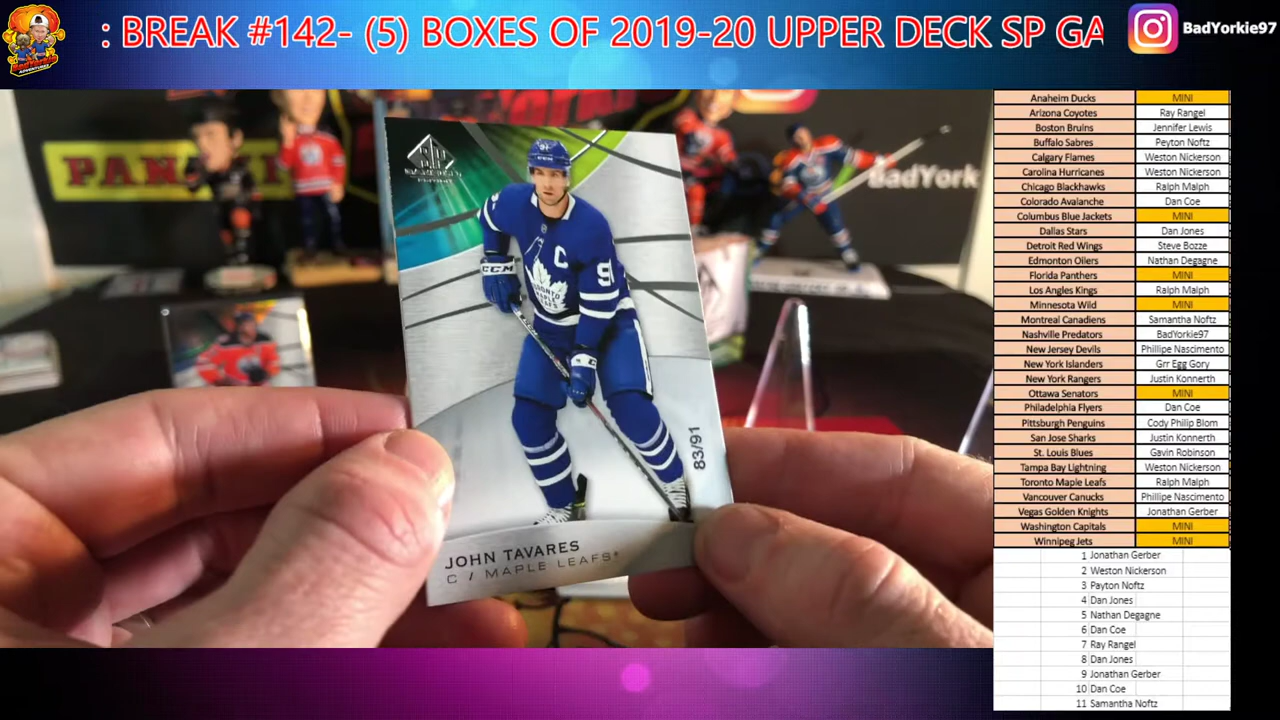 : BREAK #142- (5) BOXES OF 2019-20 UPPER DECK SP GA
BadYorkie97
PANINI
BadYork
SP
C
91
CCM
TORONTO
MAPLE
LEAFS
83/91
JOHN TAVARES
C / MAPLE LEAFS
Anaheim Ducks MINI
Arizona Coyotes Ray Rangel
Boston Bruins Jennifer Lewis
Buffalo Sabres Peyton Noftz
Calgary Flames Weston Nickerson
Carolina Hurricanes Weston Nickerson
Chicago Blackhawks Ralph Malph
Colorado Avalanche Dan Coe
Columbus Blue Jackets MINI
Dallas Stars Dan Jones
Detroit Red Wings Steve Bozze
Edmonton Oilers Nathan Degagne
Florida Panthers MINI
Los Angles Kings Ralph Malph
Minnesota Wild MINI
Montreal Canadiens Samantha Noftz
Nashville Predators BadYorkie97
New Jersey Devils Phillipe Nascimento
New York Islanders Grr Egg Gory
New York Rangers Justin Konnerth
Ottawa Senators MINI
Philadelphia Flyers Dan Coe
Pittsburgh Penguins Cody Philip Blom
San Jose Sharks Justin Konnerth
St. Louis Blues Gavin Robinson
Tampa Bay Lightning Weston Nickerson
Toronto Maple Leafs Ralph Malph
Vancouver Canucks Phillipe Nascimento
Vegas Golden Knights Jonathan Gerber
Washington Capitals MINI
Winnipeg Jets MINI
1 Jonathan Gerber
2 Weston Nickerson
3 Payton Noftz
4 Dan Jones
5 Nathan Degagne
6 Dan Coe
7 Ray Rangel
8 Dan Jones
9 Jonathan Gerber
10 Dan Coe
11 Samantha Noftz